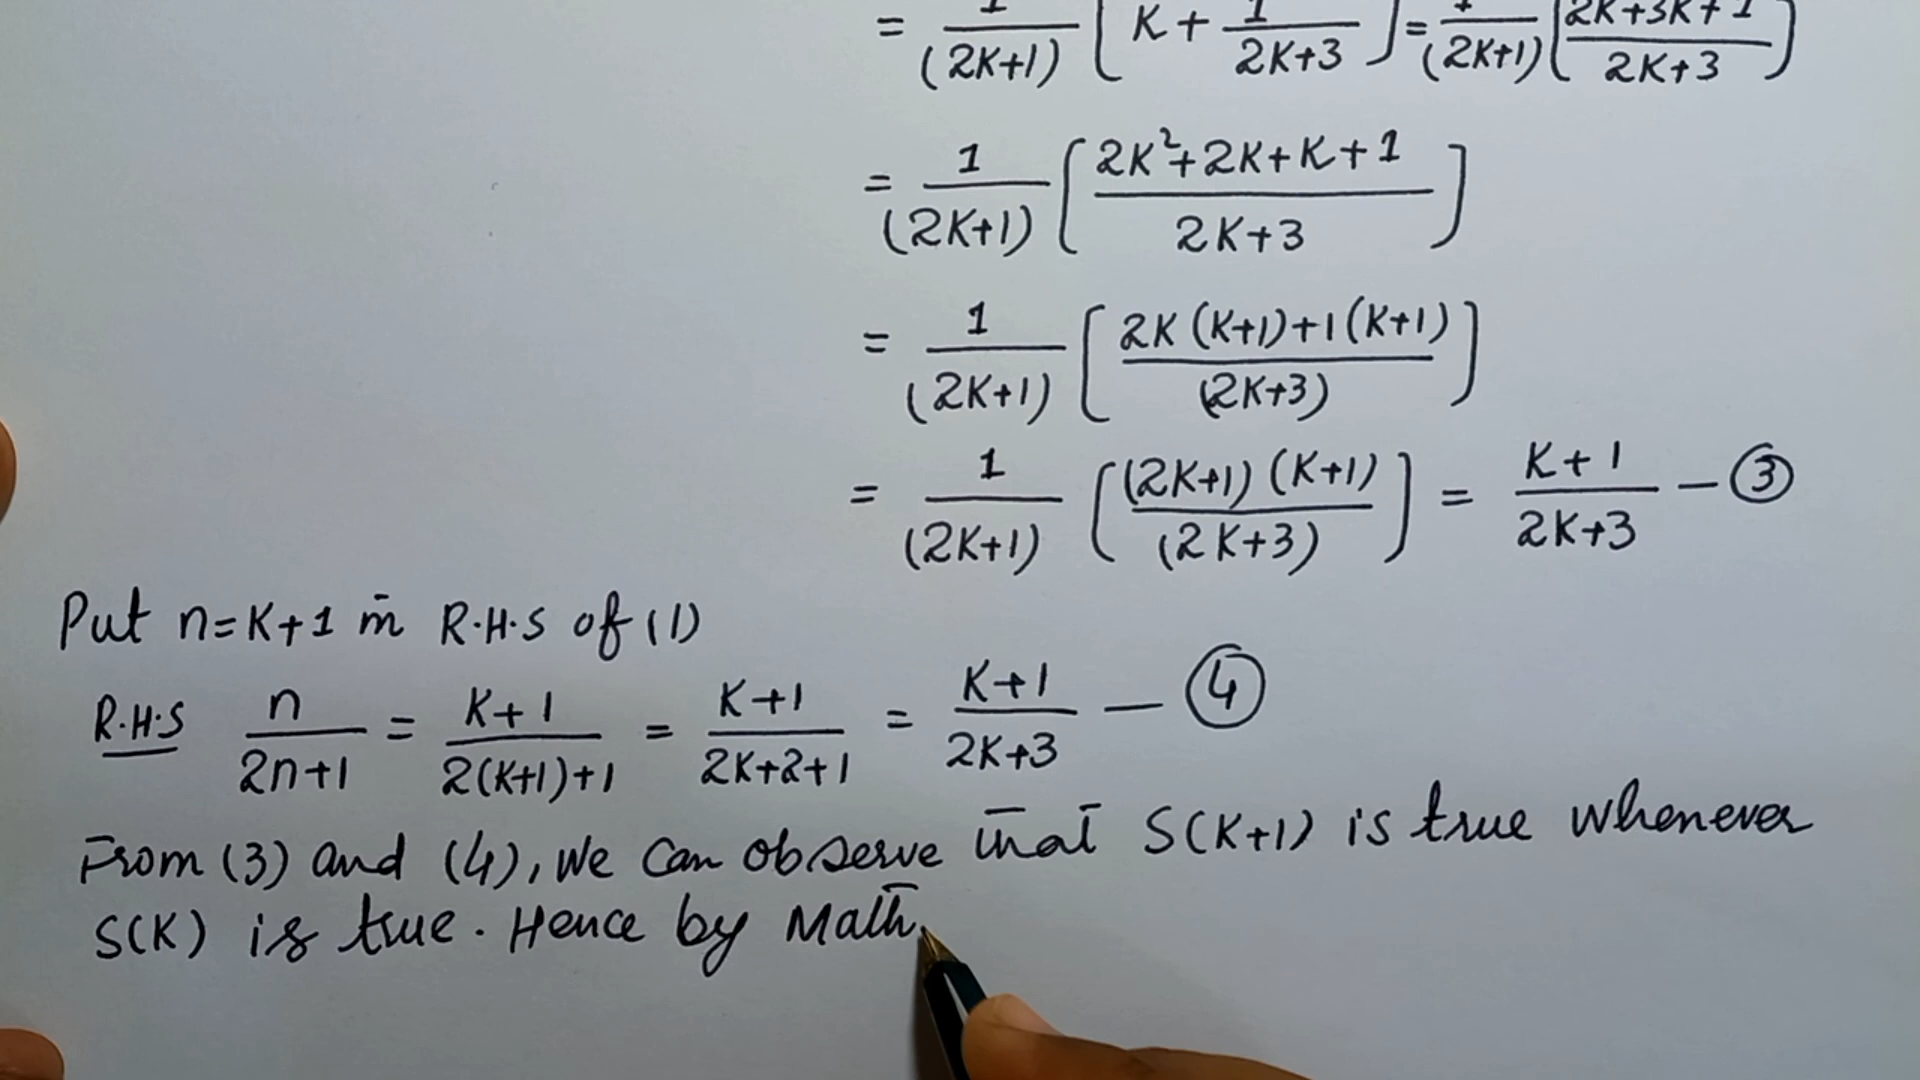 = 1/(2K+1) [K + 1/(2K+3)] = 1/(2K+1) [(2K+3K+1)/(2K+3)]
= 1/(2K+1) [(2K²+2K+K+1)/(2K+3)]
= 1/(2K+1) [(2K(K+1)+1(K+1))/(2K+3)]
= 1/(2K+1) [((2K+1)(K+1))/(2K+3)] = (K+1)/(2K+3) — ③
Put n=K+1 in R.H.S of (1)
R.H.S n/(2n+1) = (K+1)/(2(K+1)+1) = (K+1)/(2K+2+1) = (K+1)/(2K+3) — ④
From (3) and (4), We Can observe that S(K+1) is true whenever
S(K) is true. Hence by Math